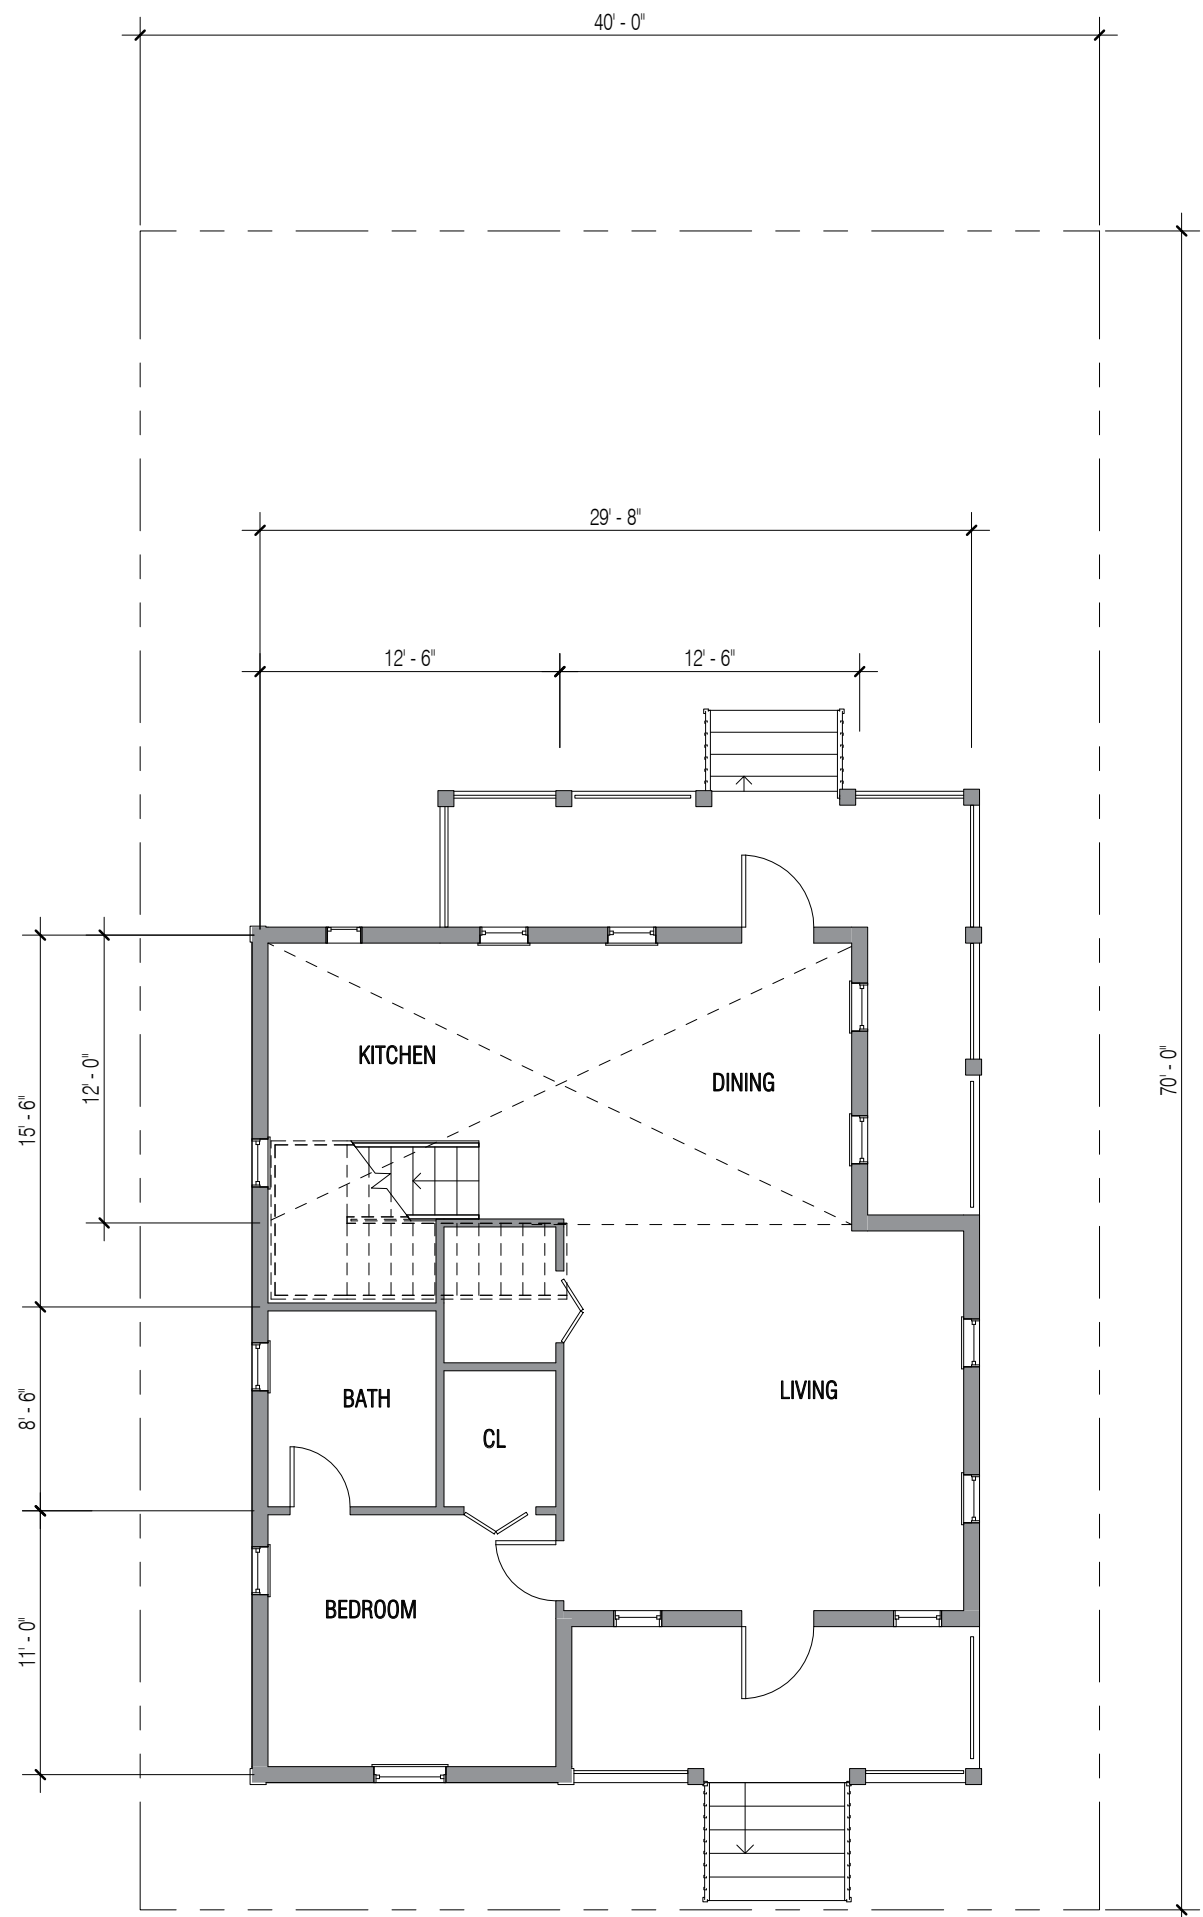 40' - 0"
29' - 8"
12' - 6"
12' - 6"
KITCHEN
DINING
12' - 0"
15' - 6"
70' - 0"
BATH
LIVING
8' - 6"
CL
BEDROOM
11' - 0"